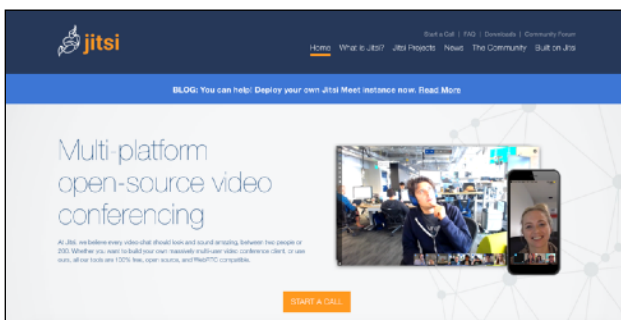 jitsi
Start a Call | FAQ | Downloads | Community Forum
Home What is Jitsi? Jitsi Projects News The Community Built on Jitsi
BLOG: You can help! Deploy your own Jitsi Meet instance now. Read More
Multi-platform
open-source video
conferencing
At Jitsi, we believe every video chat should look and sound amazing, between two people or
200. Whether you want to build your own massively multi-user video conference client, or use
ours, all our tools are 100% free, open source, and WebRTC compatible.
START A CALL